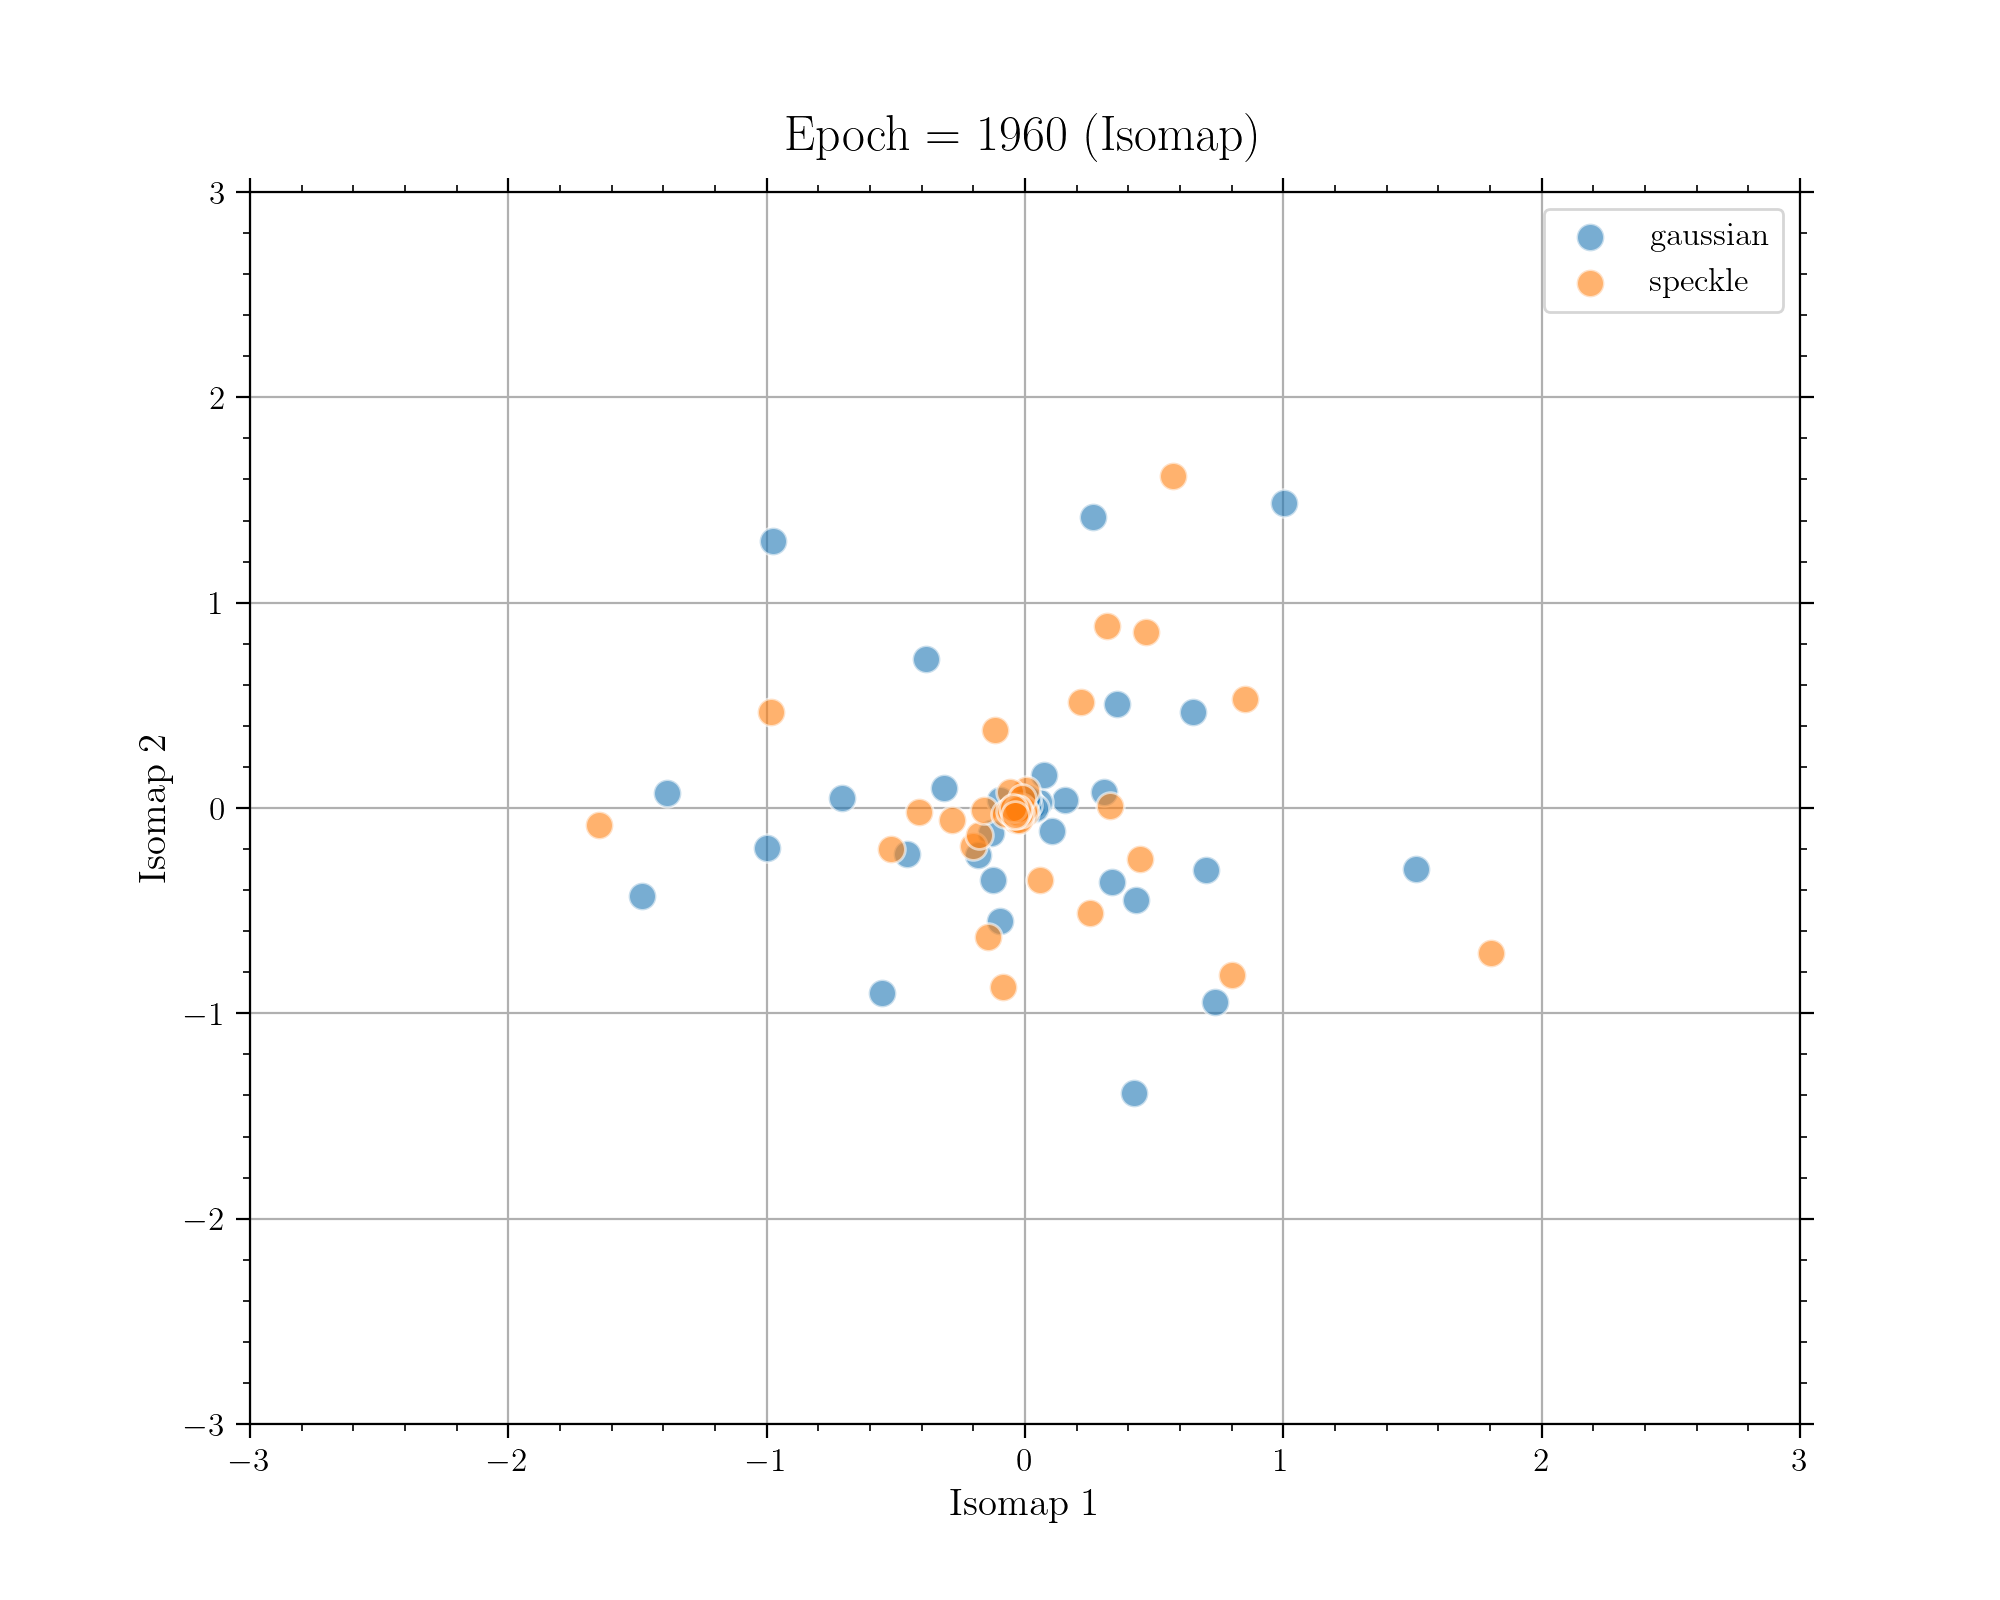 Epoch = 1960 (Isomap)
gaussian
speckle
3
2
1
0
−1
−2
−3
Isomap 2
−3
−2
−1
0
1
2
3
Isomap 1